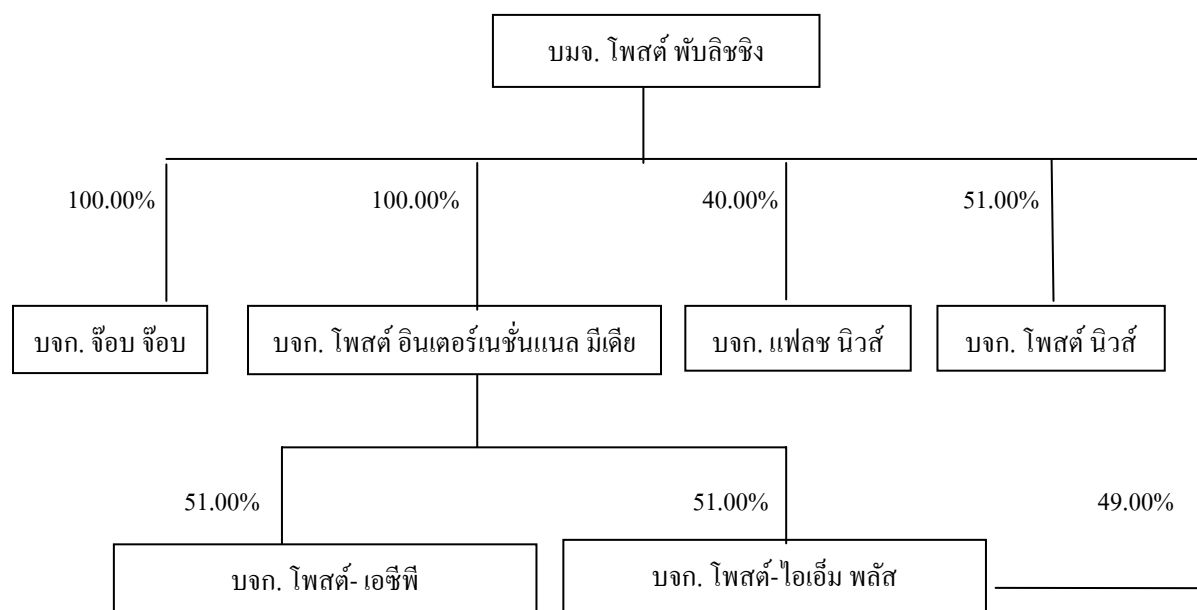 บมจ. โพสต์ พับลิชชิง
100.00%
100.00%
40.00%
51.00%
บจก. จ๊อบ จ๊อบ
บจก. โพสต์ อินเตอร์เนชั่นแนล มีเดีย
บจก. แฟลช นิวส์
บจก. โพสต์ นิวส์
51.00%
51.00%
49.00%
บจก. โพสต์- เอซีพี
บจก. โพสต์-ไอเอ็ม พลัส